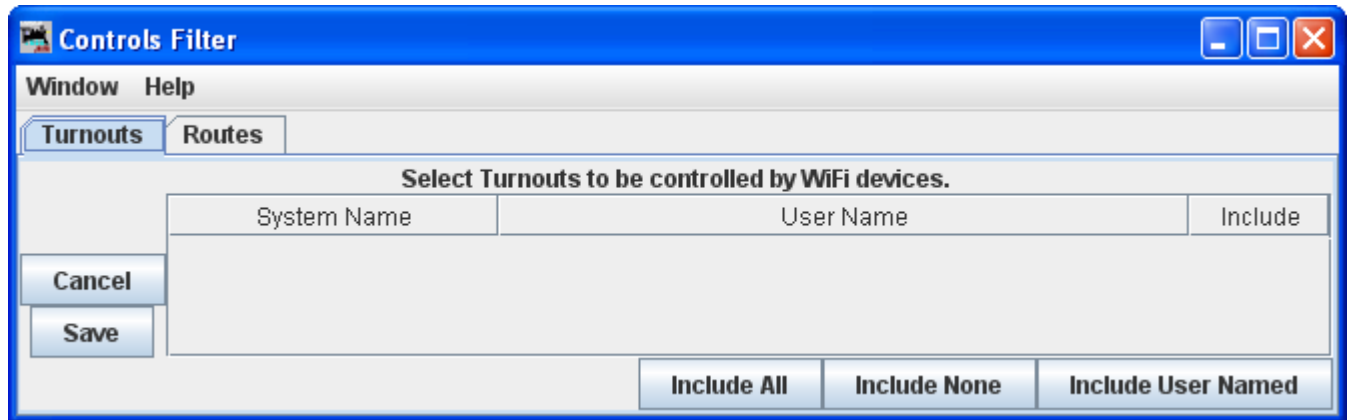 Controls Filter
Window Help
Turnouts Routes
Select Turnouts to be controlled by WiFi devices.
System Name User Name Include
Cancel
Save
Include All Include None Include User Named